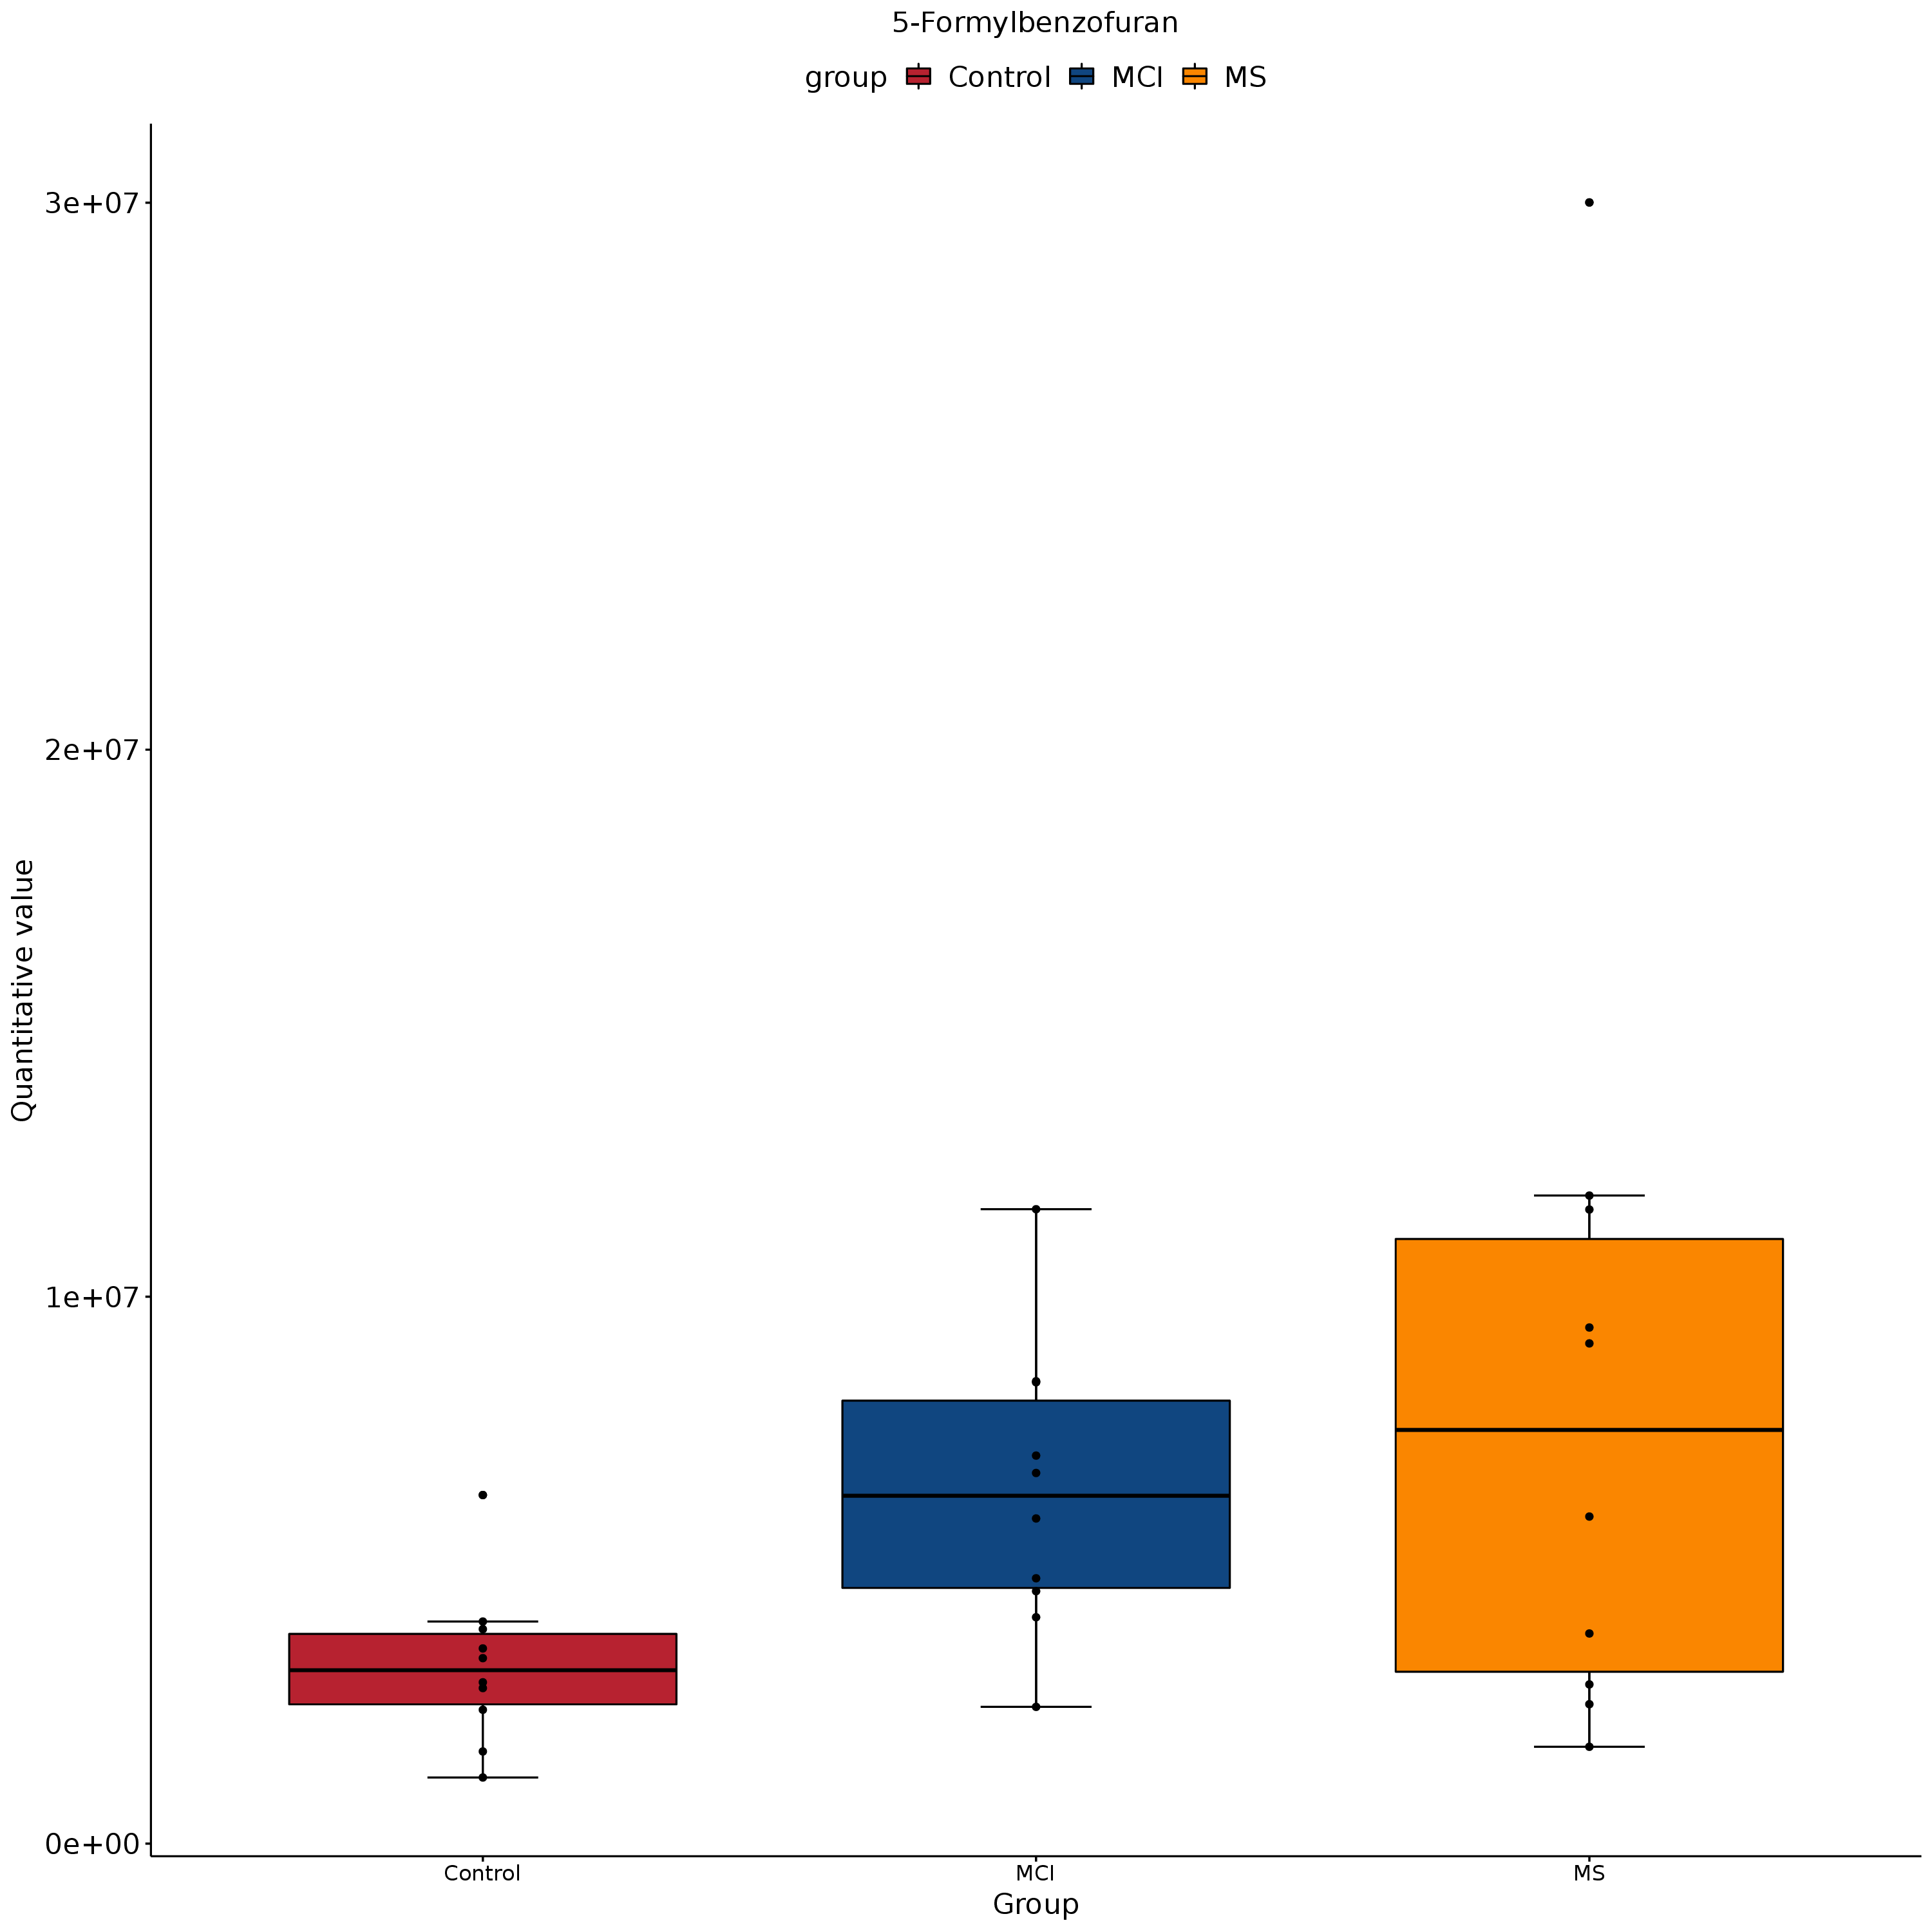 5-Formylbenzofuran
group Control MCI MS
3e+07
2e+07
1e+07
0e+00
Quantitative value
Control MCI MS
Group